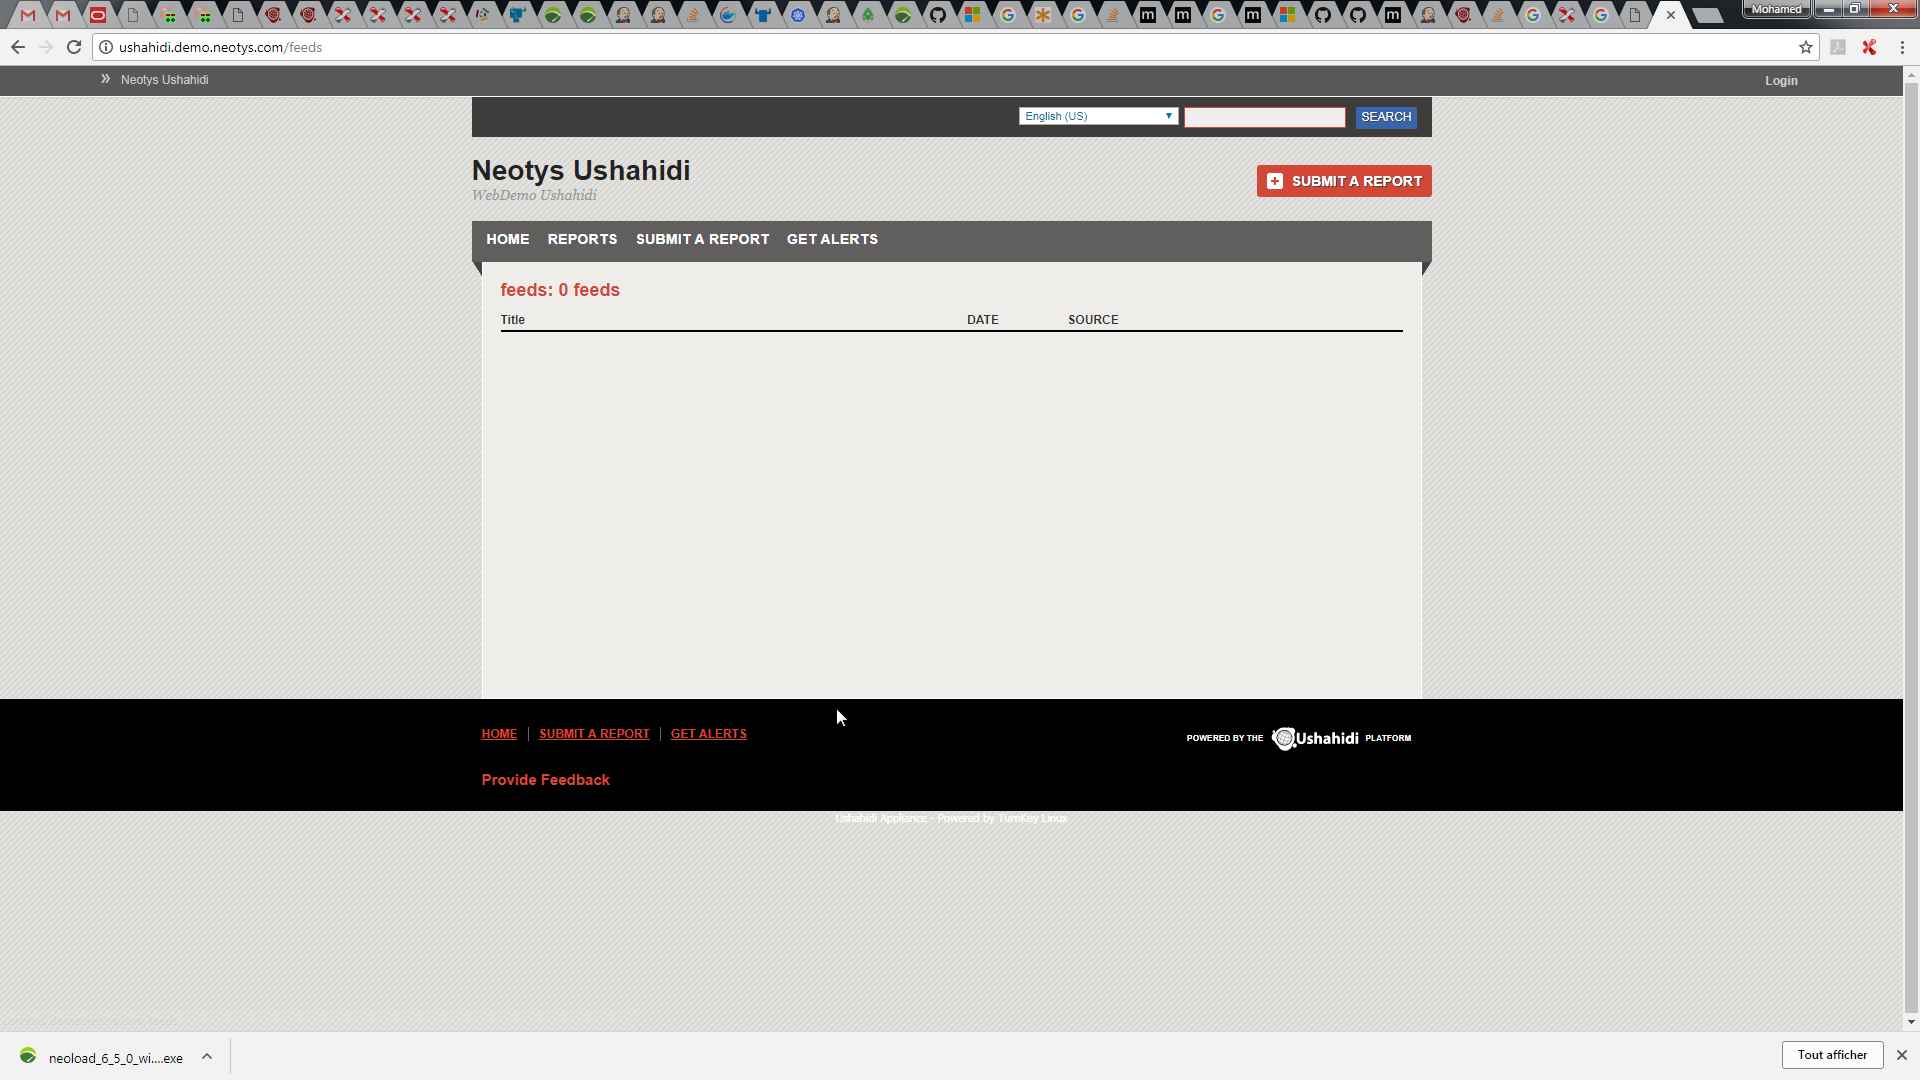 Mohamed
ushahidi.demo.neotys.com/feeds
» Neotys Ushahidi
Login
English (US)
SEARCH
Neotys Ushahidi
WebDemo Ushahidi
SUBMIT A REPORT
HOME REPORTS SUBMIT A REPORT GET ALERTS
feeds: 0 feeds
Title DATE SOURCE
HOME SUBMIT A REPORT GET ALERTS
POWERED BY THE Ushahidi PLATFORM
Provide Feedback
Ushahidi Appliance - Powered by TurnKey Linux
neoload_6_5_0_wi....exe
Tout afficher